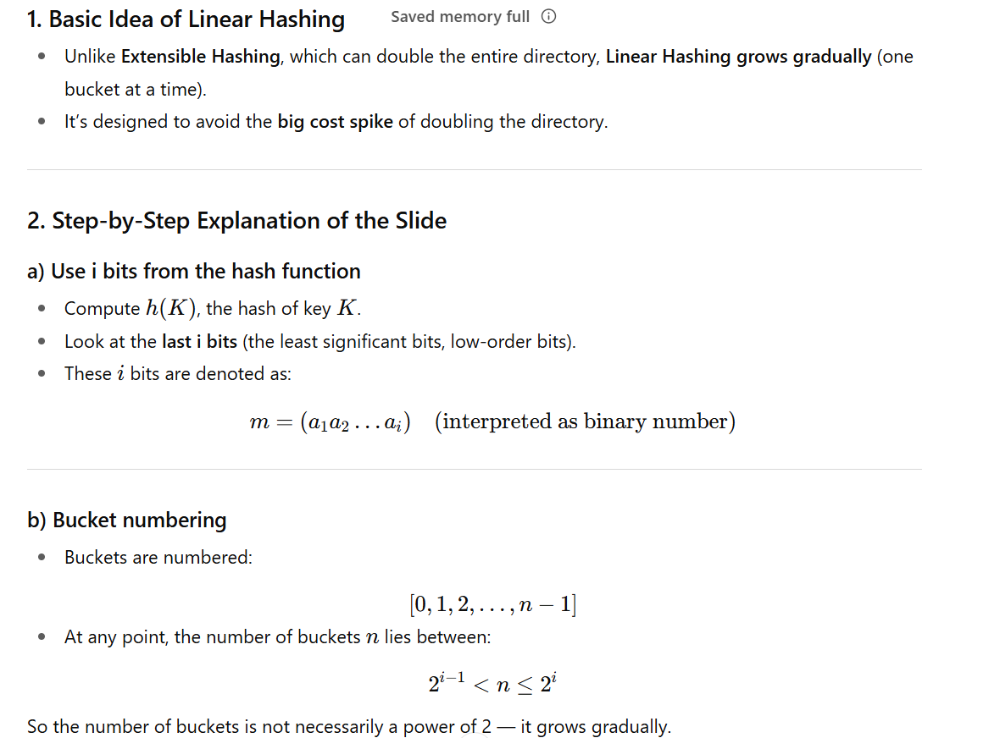 1. Basic Idea of Linear Hashing
Saved memory full
• Unlike Extensible Hashing, which can double the entire directory, Linear Hashing grows gradually (one
bucket at a time).
• It's designed to avoid the big cost spike of doubling the directory.
2. Step-by-Step Explanation of the Slide
a) Use i bits from the hash function
• Compute h(K), the hash of key K.
• Look at the last i bits (the least significant bits, low-order bits).
• These i bits are denoted as:
m = (a₁a₂ … aᵢ) (interpreted as binary number)
b) Bucket numbering
• Buckets are numbered:
[0, 1, 2, …, n − 1]
• At any point, the number of buckets n lies between:
2ⁱ⁻¹ < n ≤ 2ⁱ
So the number of buckets is not necessarily a power of 2 — it grows gradually.